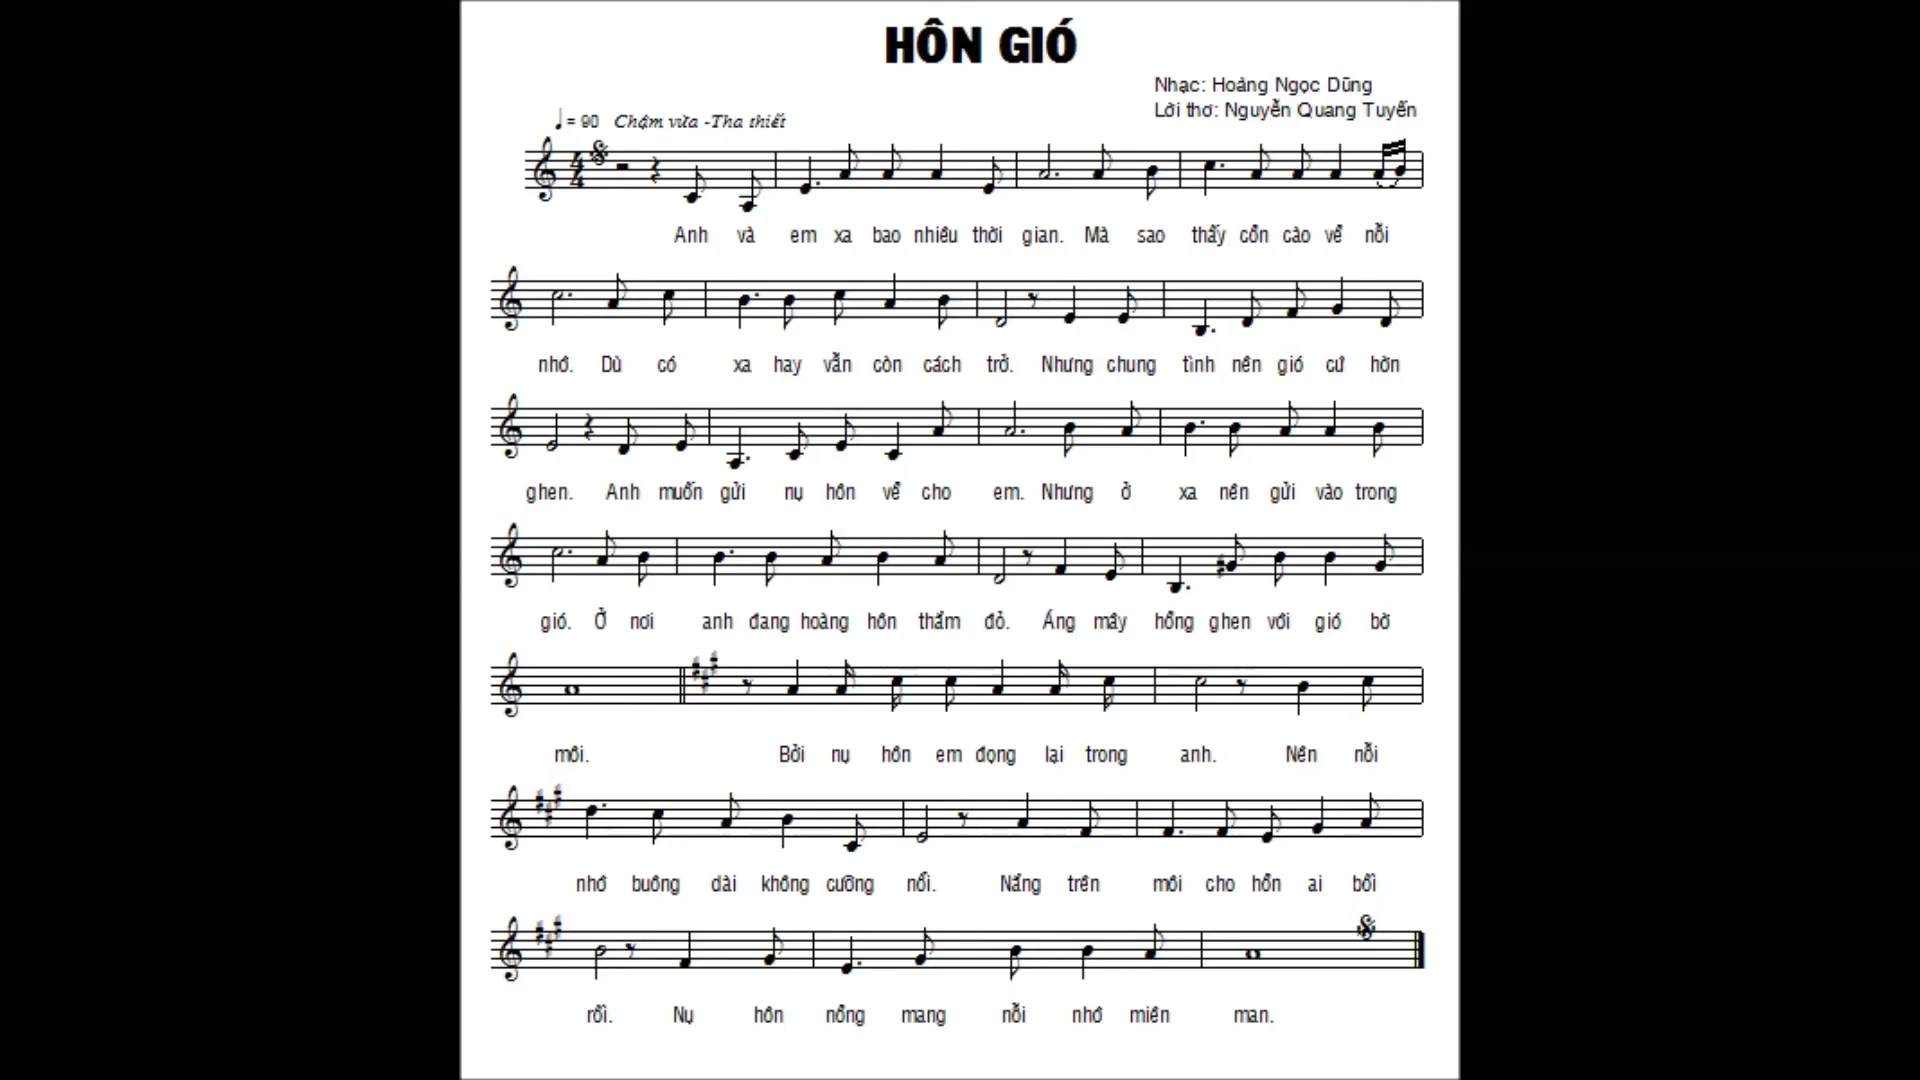 HÔN GIÓ
Nhạc: Hoàng Ngọc Dũng
Lời thơ: Nguyễn Quang Tuyến
= 90 Chậm vừa -Tha thiết
Anh và em xa bao nhiêu thời gian. Mà sao thấy cồn cào về nỗi
nhớ. Dù có xa hay vẫn còn cách trở. Nhưng chung tình nên gió cứ hờn
ghen. Anh muốn gửi nụ hôn về cho em. Nhưng ở xa nên gửi vào trong
gió. Ở nơi anh đang hoàng hôn thắm đỏ. Áng mây hồng ghen với gió bờ
môi. Bởi nụ hôn em đọng lại trong anh. Nên nỗi
nhớ buông dài không cưỡng nổi. Nắng trên môi cho hồn ai bồi
rồi. Nụ hôn nồng mang nỗi nhớ miên man.